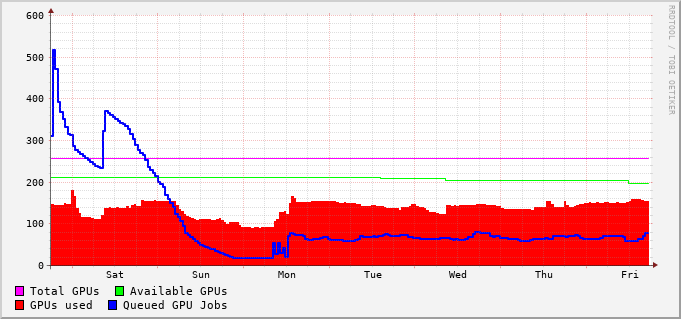 600
500
400
300
200
100
0
Sat Sun Mon Tue Wed Thu Fri
Total GPUs Available GPUs
GPUs used Queued GPU Jobs
RRDTOOL / TOBI OETIKER